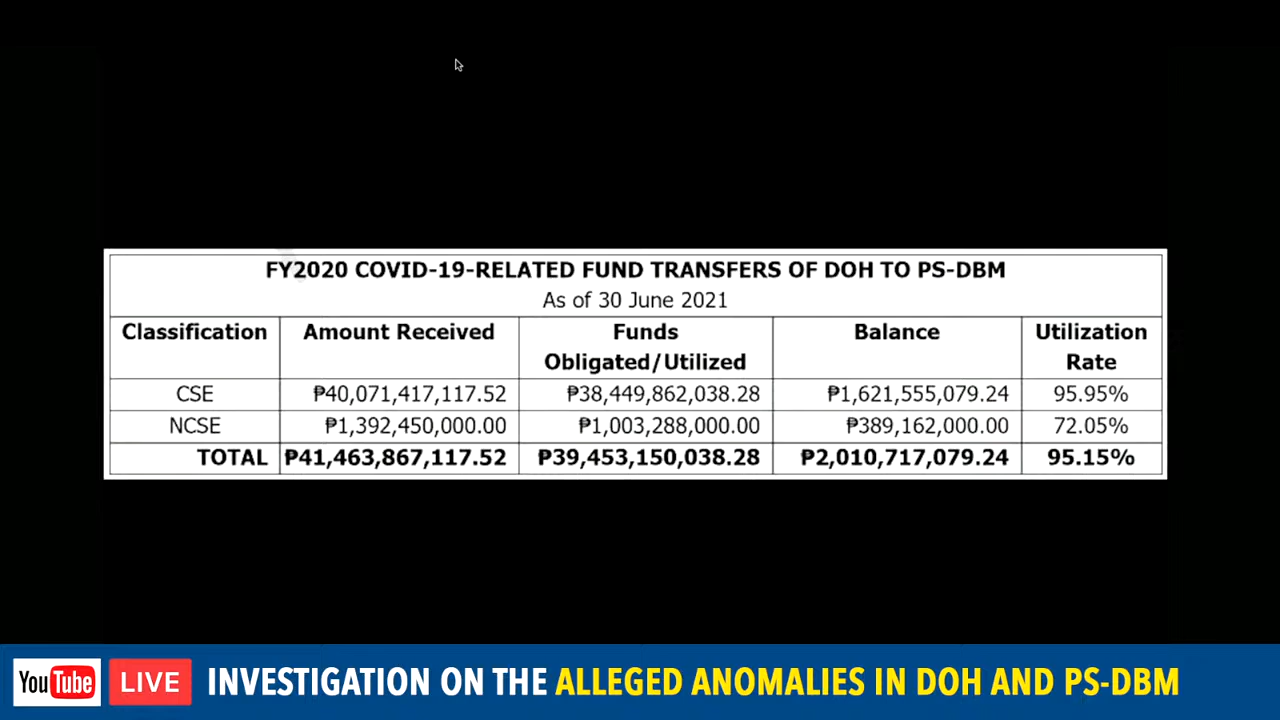 FY2020 COVID-19-RELATED FUND TRANSFERS OF DOH TO PS-DBM
As of 30 June 2021
Classification Amount Received Funds Obligated/Utilized Balance Utilization Rate
CSE ₱40,071,417,117.52 ₱38,449,862,038.28 ₱1,621,555,079.24 95.95%
NCSE ₱1,392,450,000.00 ₱1,003,288,000.00 ₱389,162,000.00 72.05%
TOTAL ₱41,463,867,117.52 ₱39,453,150,038.28 ₱2,010,717,079.24 95.15%
YouTube LIVE INVESTIGATION ON THE ALLEGED ANOMALIES IN DOH AND PS-DBM